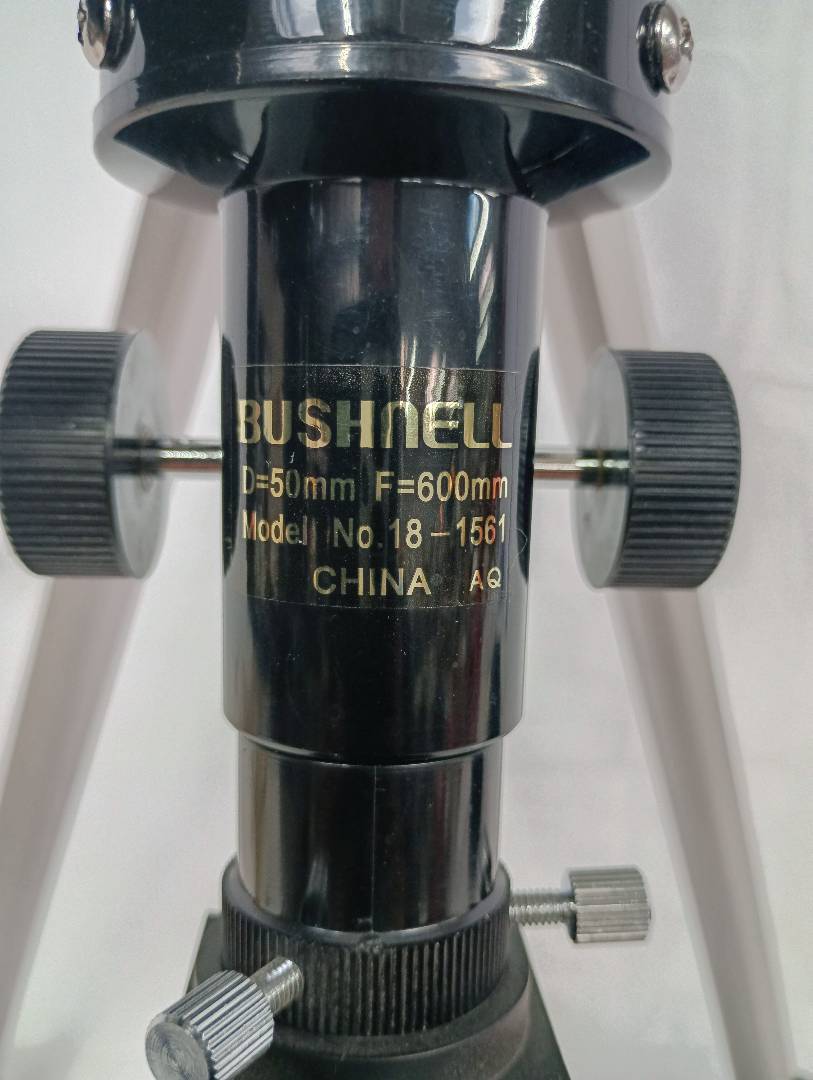 BUSHNELL
D=50mm F=600mm
Model No.18-1561
CHINA AQ